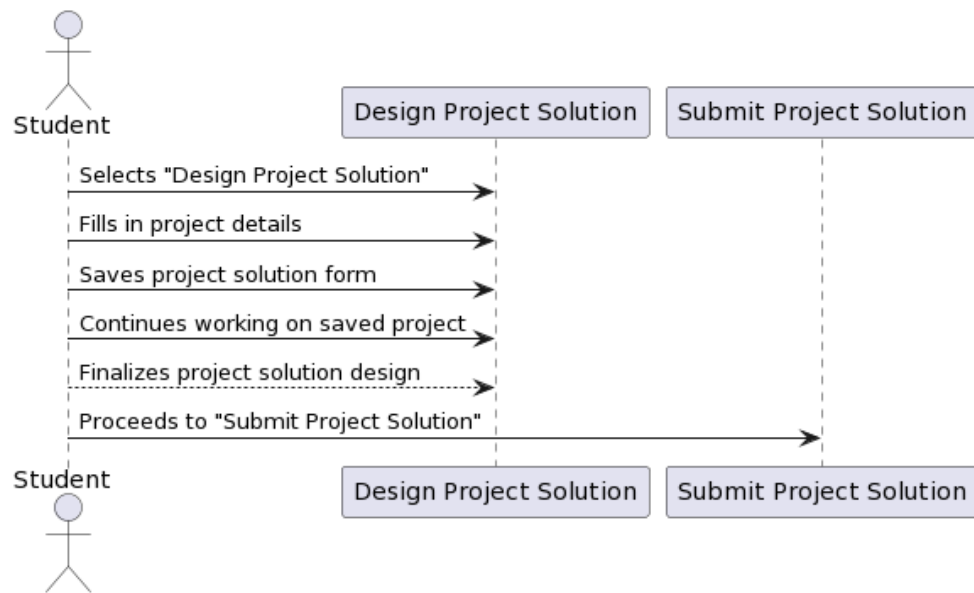 Student
Design Project Solution
Submit Project Solution
Selects "Design Project Solution"
Fills in project details
Saves project solution form
Continues working on saved project
Finalizes project solution design
Proceeds to "Submit Project Solution"
Student
Design Project Solution
Submit Project Solution